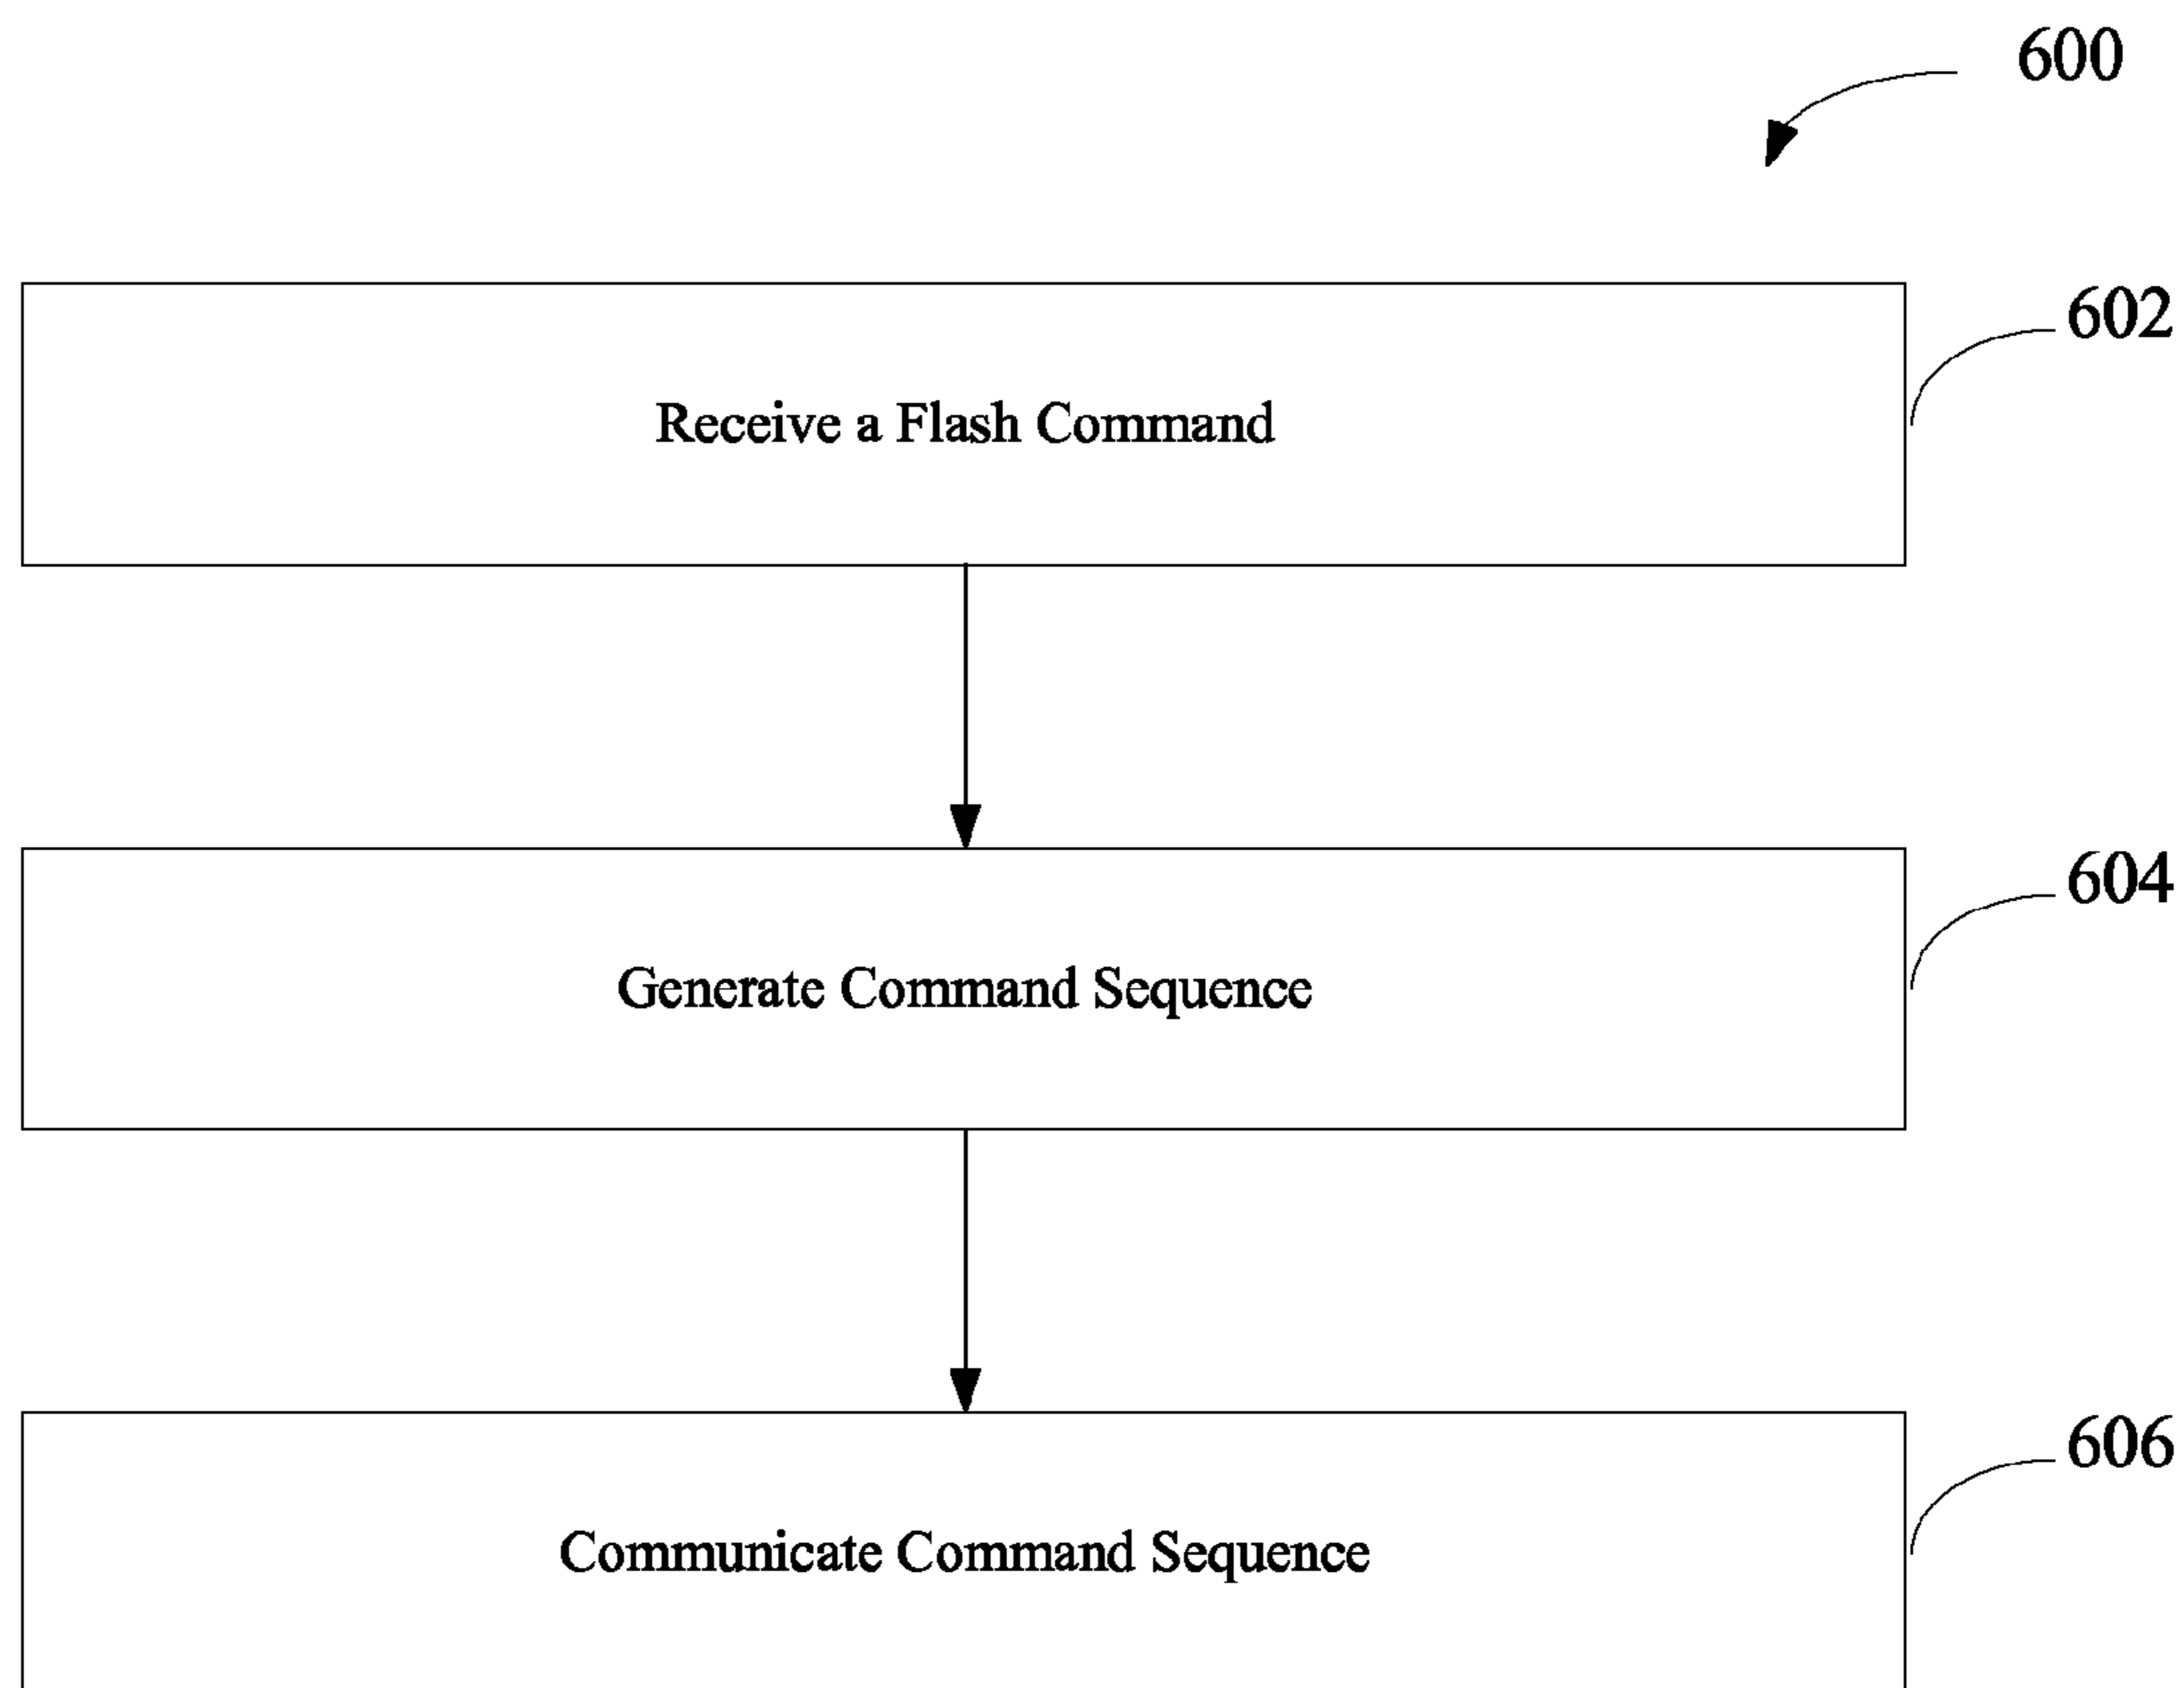 600
602
Receive a Flash Command
604
Generate Command Sequence
606
Communicate Command Sequence